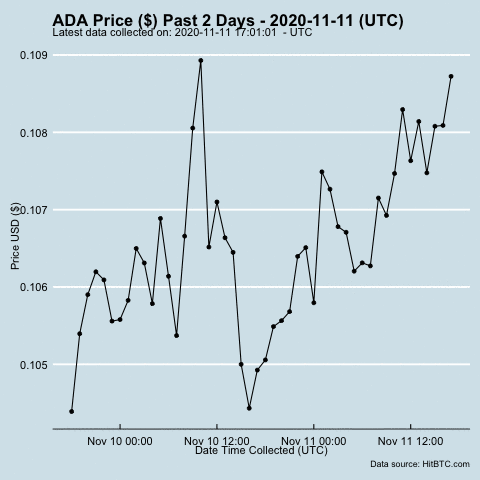 ADA Price ($) Past 2 Days - 2020-11-11 (UTC)
Latest data collected on: 2020-11-11 17:01:01 - UTC
0.109
0.108
0.107
0.106
0.105
Price USD ($)
Nov 10 00:00 Nov 10 12:00 Nov 11 00:00 Nov 11 12:00
Date Time Collected (UTC)
Data source: HitBTC.com